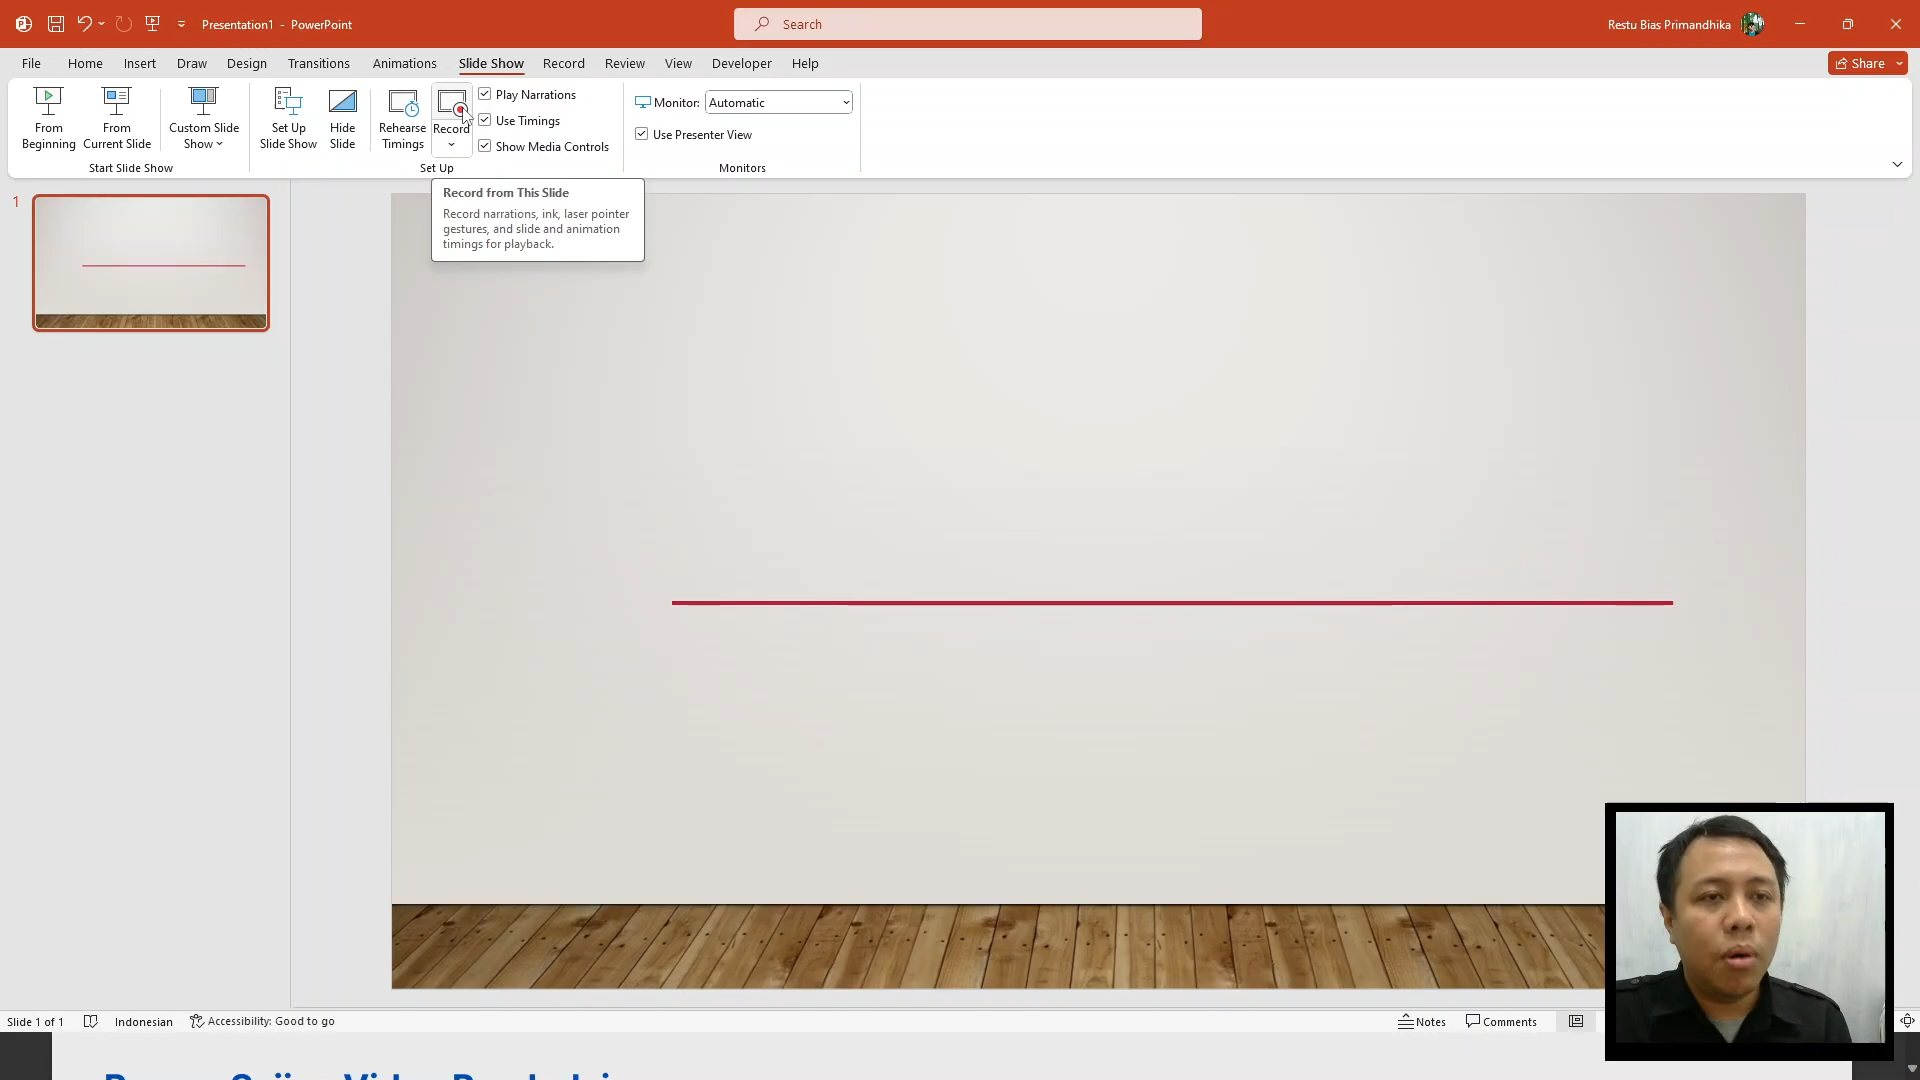 Presentation1 - PowerPoint
Search
Restu Bias Primandhika
File Home Insert Draw Design Transitions Animations Slide Show Record Review View Developer Help
Share
From Beginning
From Current Slide
Custom Slide Show
Start Slide Show
Set Up Slide Show
Hide Slide
Rehearse Timings
Record
Play Narrations
Use Timings
Show Media Controls
Set Up
Monitor: Automatic
Use Presenter View
Monitors
Record from This Slide
Record narrations, ink, laser pointer
gestures, and slide and animation
timings for playback.
1
Slide 1 of 1
Indonesian
Accessibility: Good to go
Notes
Comments